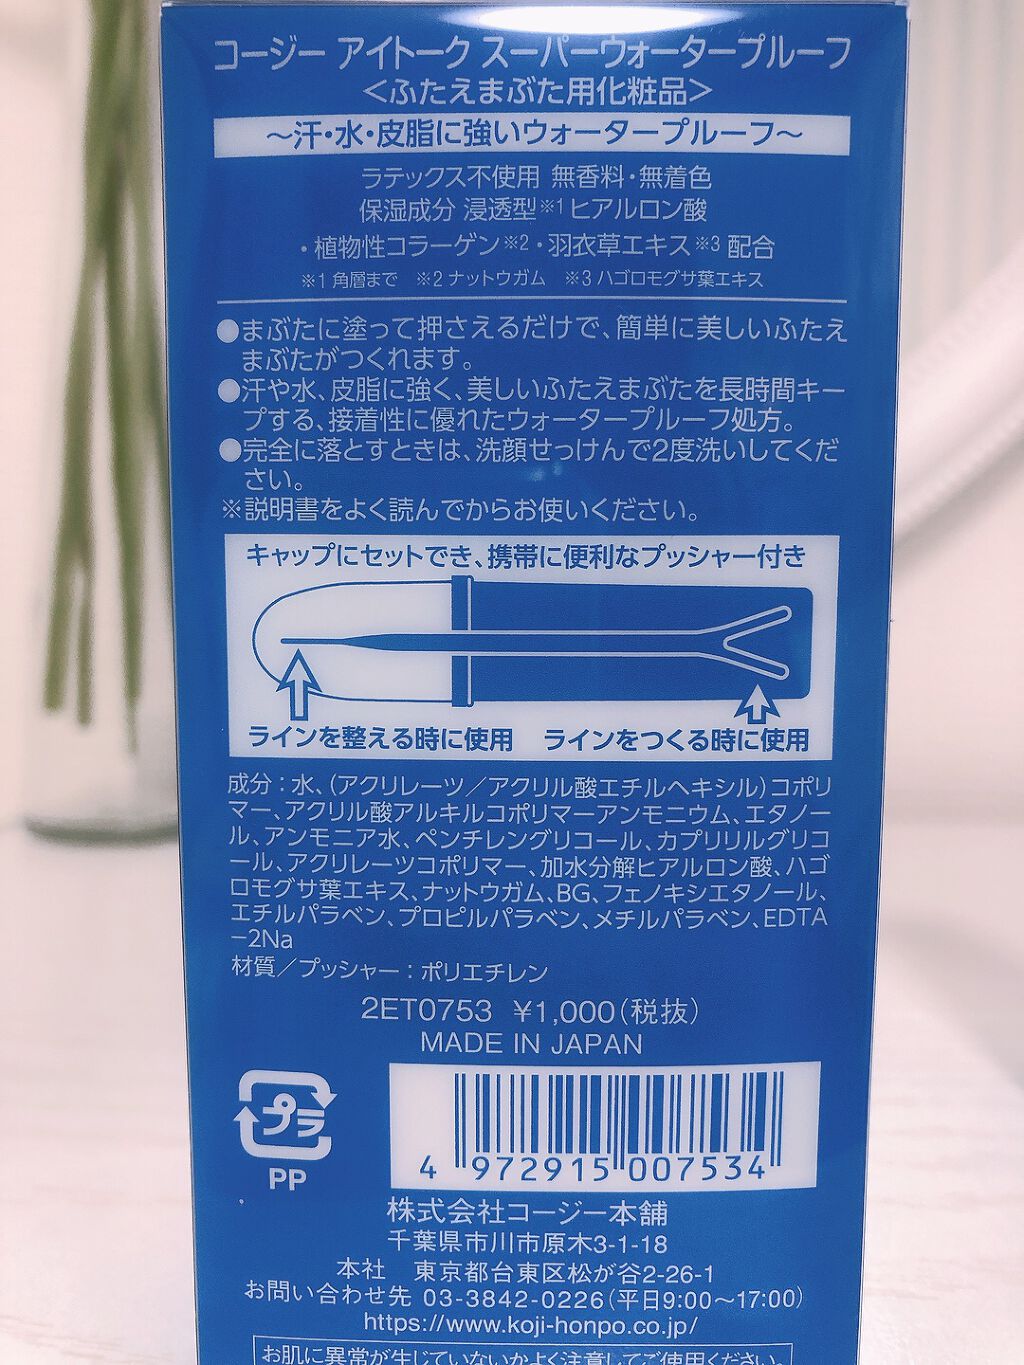 コージー アイトーク スーパーウォータープルーフ
<ふたえまぶた用化粧品>
～汗・水・皮脂に強いウォータープルーフ～
ラテックス不使用 無香料・無着色
保湿成分 浸透型※1ヒアルロン酸
・植物性コラーゲン※2・羽衣草エキス※3 配合
※1 角層まで ※2 ナットウガム ※3 ハゴロモグサ葉エキス
●まぶたに塗って押さえるだけで、簡単に美しいふたえ
まぶたがつくれます。
●汗や水、皮脂に強く、美しいふたえまぶたを長時間キー
プする、接着性に優れたウォータープルーフ処方。
●完全に落とすときは、洗顔せっけんで2度洗いしてくだ
さい。
※説明書をよく読んでからお使いください。
キャップにセットでき、携帯に便利なプッシャー付き
ラインを整える時に使用 ラインをつくる時に使用
成分：水、（アクリレーツ／アクリル酸エチルヘキシル）コポリ
マー、アクリル酸アルキルコポリマーアンモニウム、エタノー
ル、アンモニア水、ペンチレングリコール、カプリリルグリコ
ール、アクリレーツコポリマー、加水分解ヒアルロン酸、ハゴ
ロモグサ葉エキス、ナットウガム、BG、フェノキシエタノール、
エチルパラベン、プロピルパラベン、メチルパラベン、EDTA
－2Na
材質／プッシャー：ポリエチレン
2ET0753 ¥1,000（税抜）
MADE IN JAPAN
プラ
PP
4 972915 007534
株式会社コージー本舗
千葉県市川市原木3-1-18
本社 東京都台東区松が谷2-26-1
お問い合わせ先 03-3842-0226（平日9:00～17:00）
https://www.koji-honpo.co.jp/
お肌に異常が生じていないかよく注意してご使用ください。